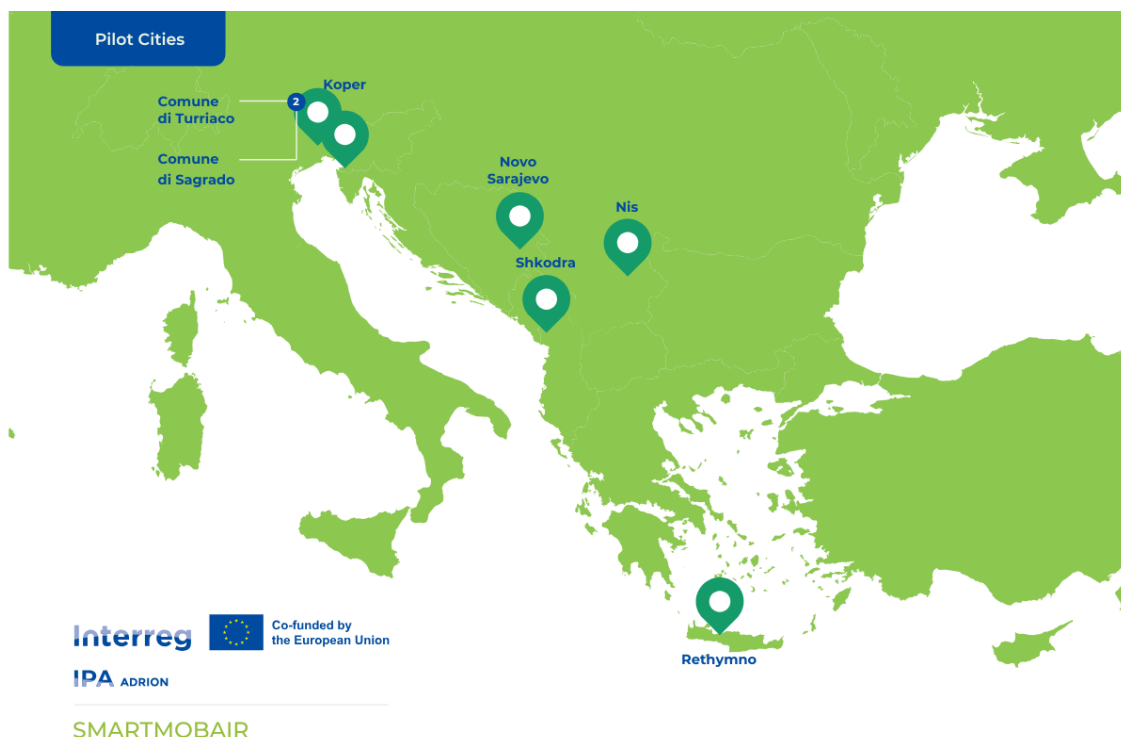 Pilot Cities
Koper
Comune
di Turriaco
2
Comune
di Sagrado
Novo
Sarajevo
Nis
Shkodra
Rethymno
Interreg
Co-funded by
the European Union
IPA ADRION
SMARTMOBAIR